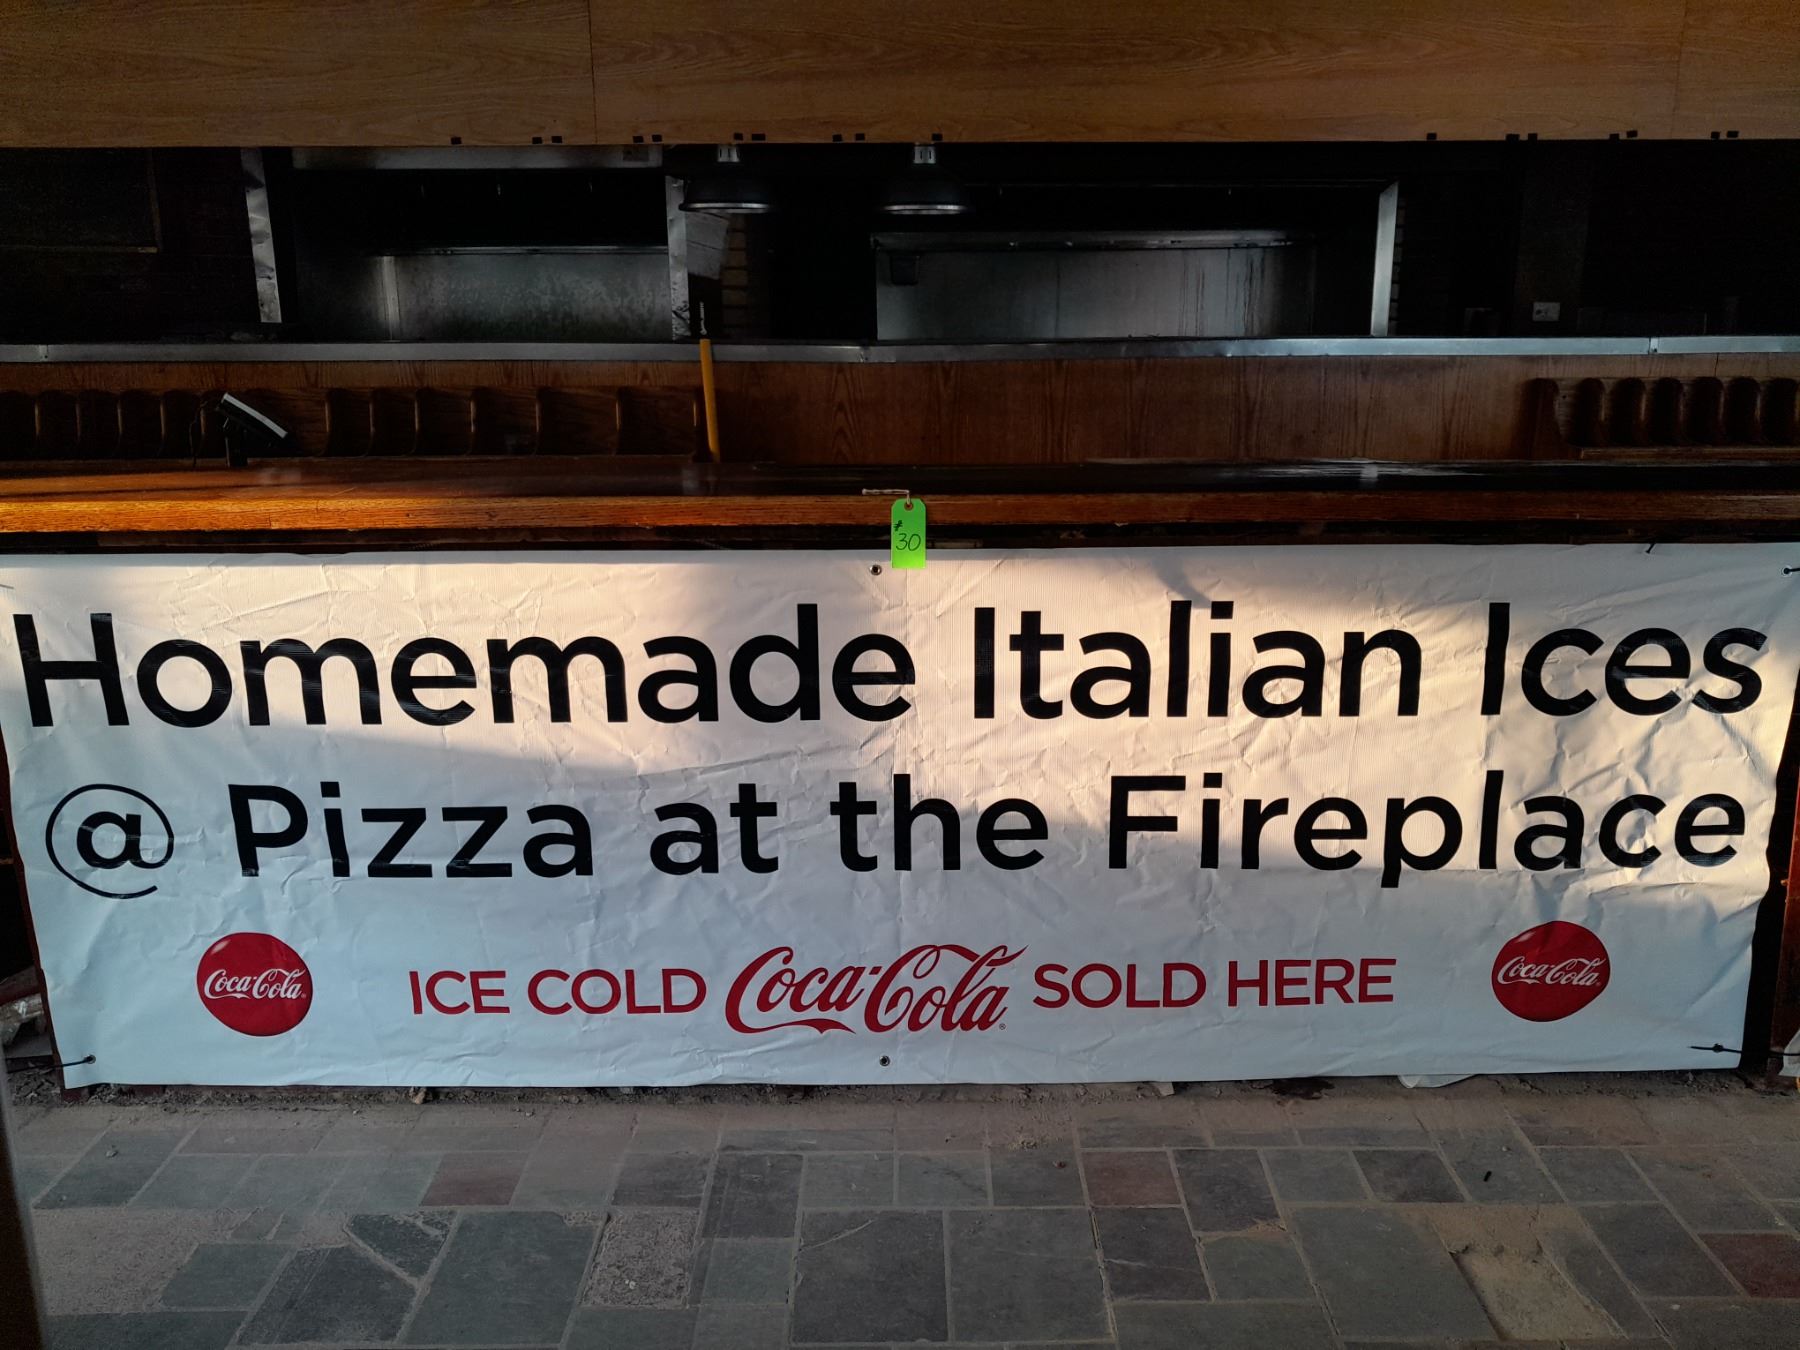 # 30
Homemade Italian Ices
@ Pizza at the Fireplace
Coca-Cola ICE COLD Coca-Cola SOLD HERE Coca-Cola